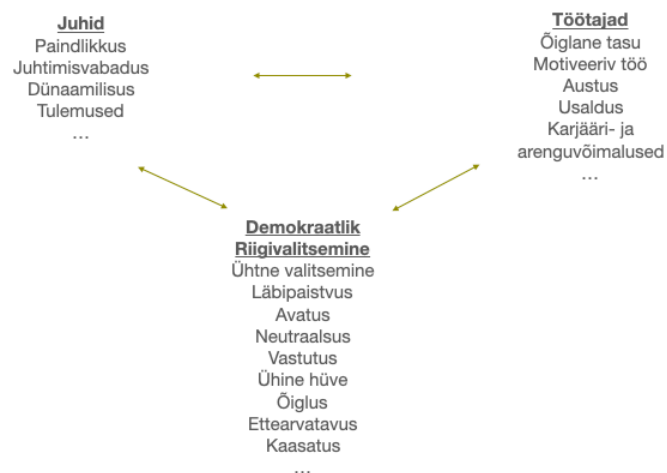 Juhid
Paindlikkus
Juhtimisvabadus
Dünaamilisus
Tulemused
...
Töötajad
Õiglane tasu
Motiveeriv töö
Austus
Usaldus
Karjääri- ja
arenguvõimalused
...
Demokraatlik
Riigivalitsemine
Ühtne valitsemine
Läbipaistvus
Avatus
Neutraalsus
Vastutus
Ühine hüve
Õiglus
Ettearvatavus
Kaasatus
...